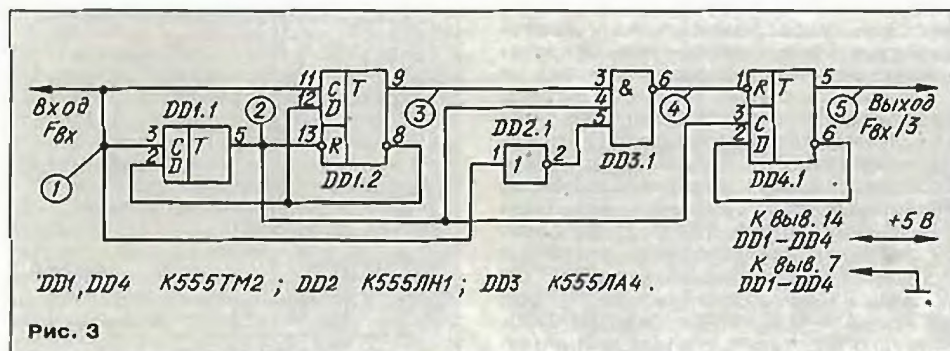 Вход
Fвх
1
3
2
C
D
T
DD1.1
5
2
11
12
13
C
D
R
T
9
8
DD1.2
3
1
1
2
DD2.1
3
4
5
&
6
DD3.1
4
1
3
2
R
C
D
T
5
6
DD4.1
5
Выход
Fвх/3
К выв. 14
DD1–DD4
+5 В
К выв. 7
DD1–DD4
DD1, DD4 К555ТМ2; DD2 К555ЛН1; DD3 К555ЛА4.
Рис. 3